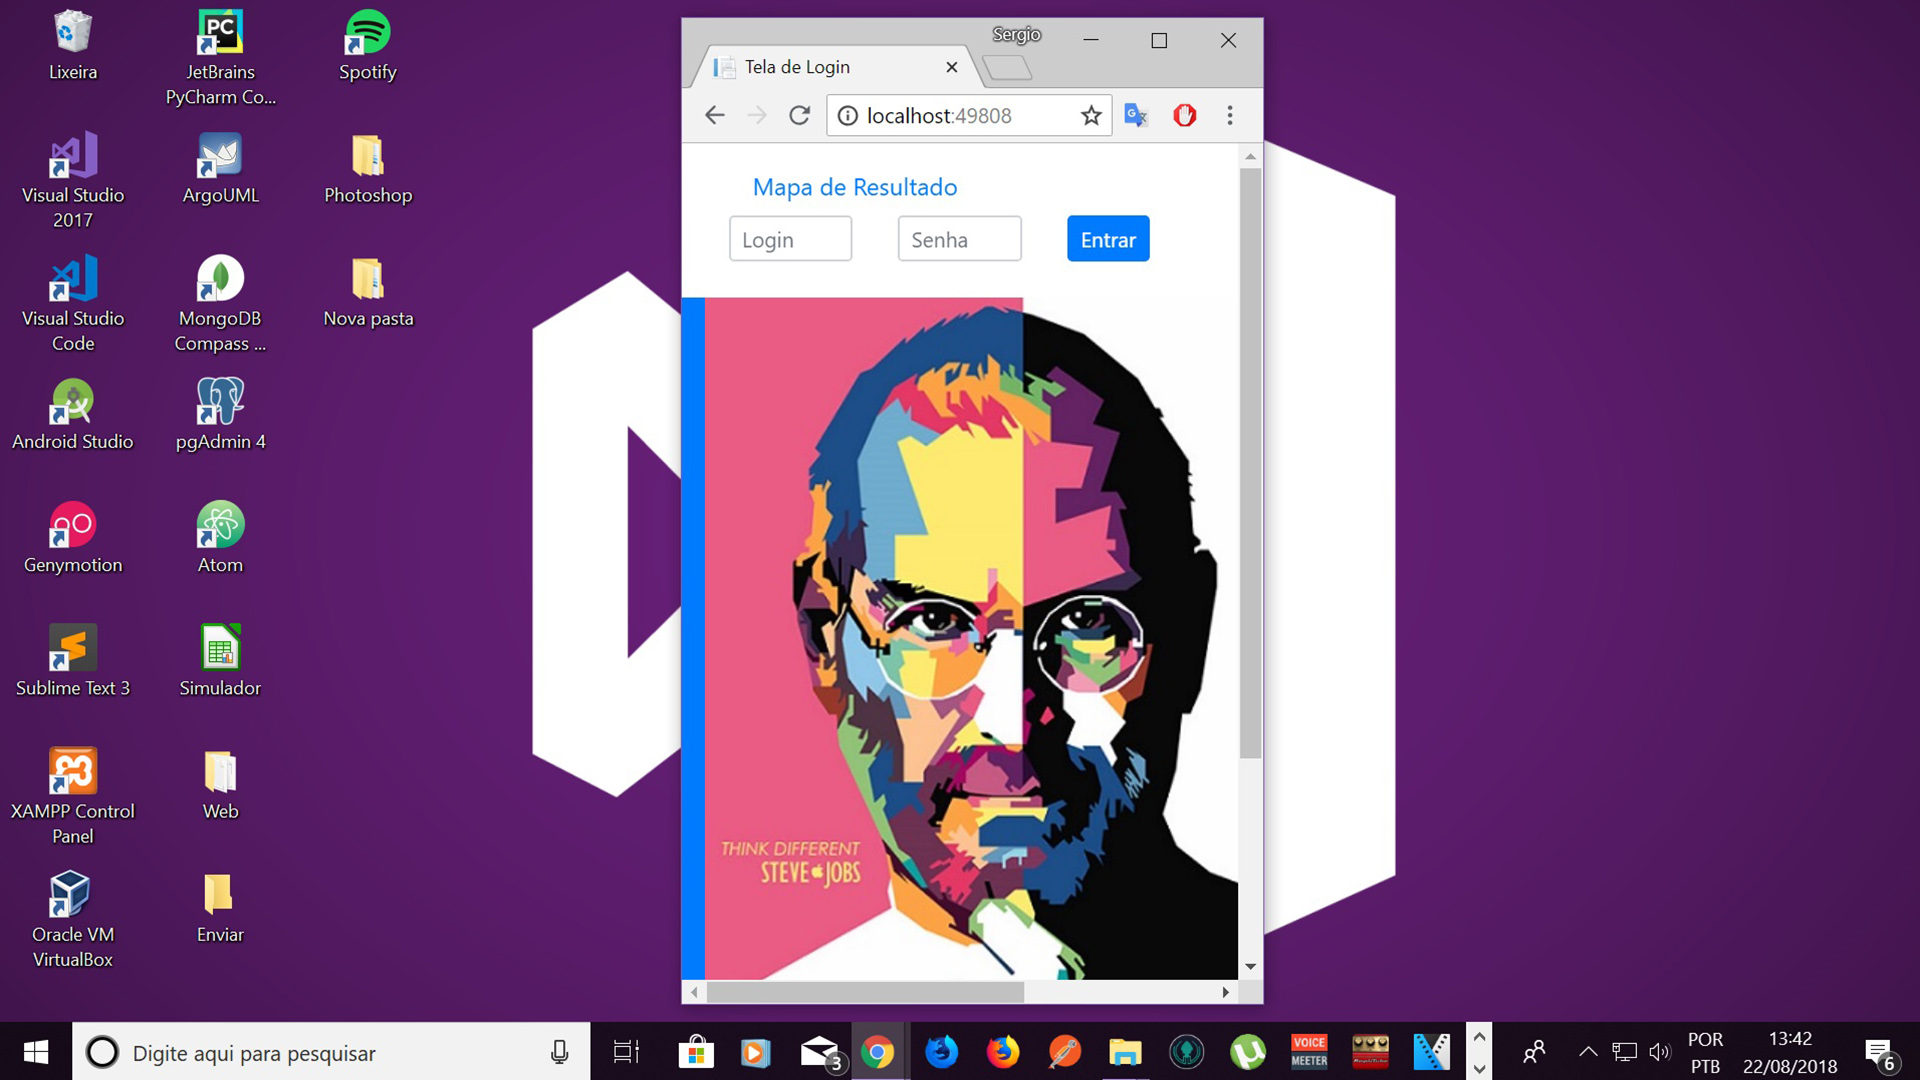 Lixeira
JetBrains
PyCharm Co...
Spotify
Visual Studio
2017
ArgoUML
Photoshop
Visual Studio
Code
MongoDB
Compass ...
Nova pasta
Android Studio
pgAdmin 4
Genymotion
Atom
Sublime Text 3
Simulador
XAMPP Control
Panel
Web
Oracle VM
VirtualBox
Enviar
PC
Sergio
Tela de Login
localhost:49808
Mapa de Resultado
Login
Senha
Entrar
THINK DIFFERENT
STEVE JOBS
Digite aqui para pesquisar
3
VOICE
MEETER
POR
PTB
13:42
22/08/2018
6